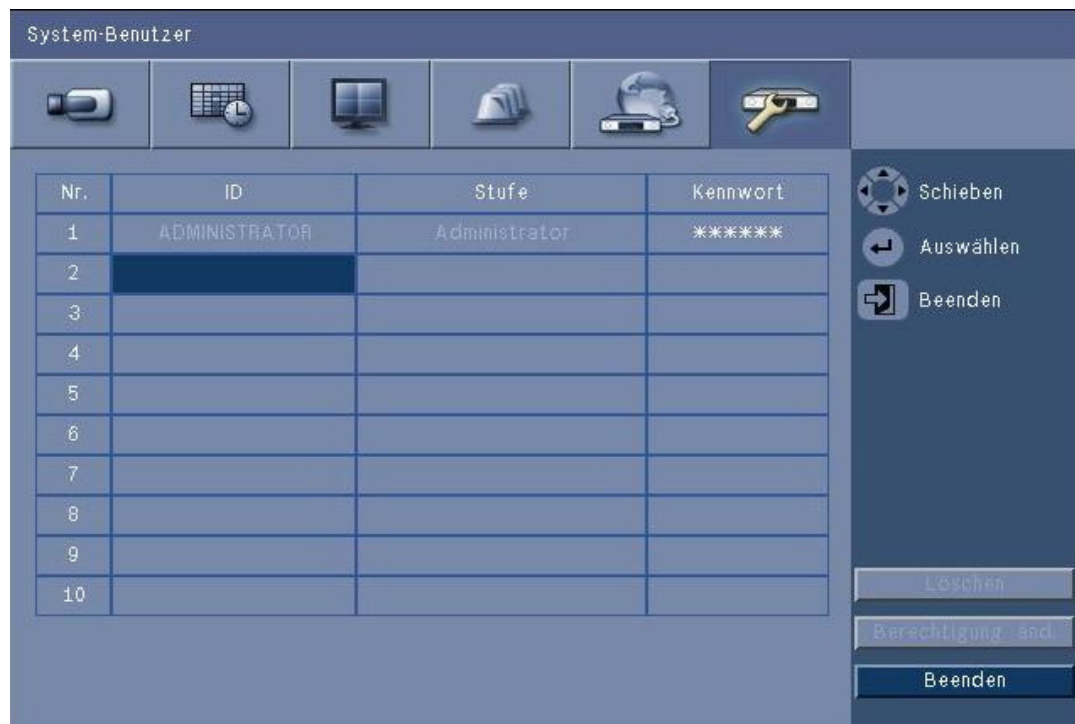 System-Benutzer
Nr. ID Stufe Kennwort
1 ADMINISTRATOR Administrator ******
2
3
4
5
6
7
8
9
10
Schieben
Auswählen
Beenden
Löschen
Berechtigung änd.
Beenden